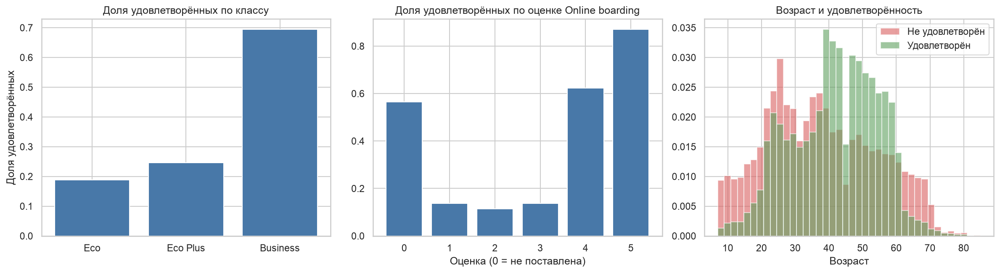 Доля удовлетворённых по классу
Доля удовлетворённых
0.7
0.6
0.5
0.4
0.3
0.2
0.1
0.0
Eco
Eco Plus
Business
Доля удовлетворённых по оценке Online boarding
0.8
0.6
0.4
0.2
0.0
0 1 2 3 4 5
Оценка (0 = не поставлена)
Возраст и удовлетворённость
Не удовлетворён
Удовлетворён
0.035
0.030
0.025
0.020
0.015
0.010
0.005
0.000
10 20 30 40 50 60 70 80
Возраст